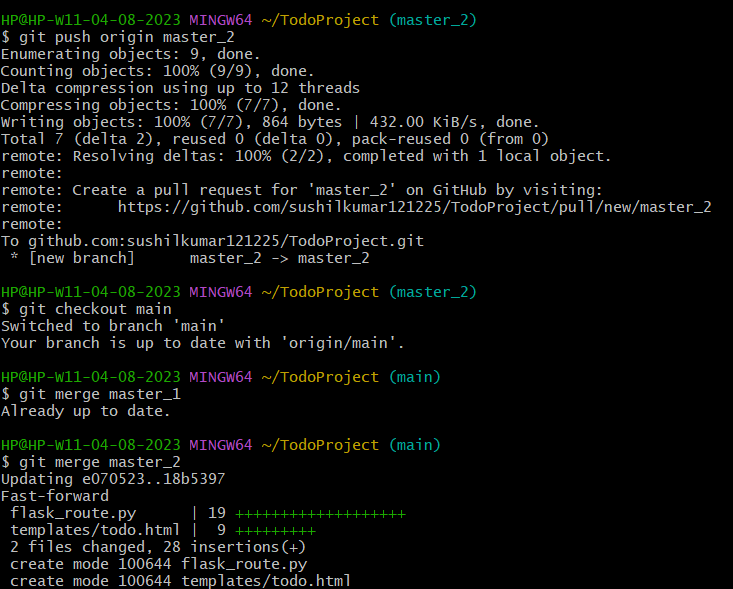 HP@HP-W11-04-08-2023 MINGW64 ~/TodoProject (master_2)
$ git push origin master_2
Enumerating objects: 9, done.
Counting objects: 100% (9/9), done.
Delta compression using up to 12 threads
Compressing objects: 100% (7/7), done.
Writing objects: 100% (7/7), 864 bytes | 432.00 KiB/s, done.
Total 7 (delta 2), reused 0 (delta 0), pack-reused 0 (from 0)
remote: Resolving deltas: 100% (2/2), completed with 1 local object.
remote:
remote: Create a pull request for 'master_2' on GitHub by visiting:
remote:      https://github.com/sushilkumar121225/TodoProject/pull/new/master_2
remote:
To github.com:sushilkumar121225/TodoProject.git
 * [new branch]      master_2 -> master_2
HP@HP-W11-04-08-2023 MINGW64 ~/TodoProject (master_2)
$ git checkout main
Switched to branch 'main'
Your branch is up to date with 'origin/main'.
HP@HP-W11-04-08-2023 MINGW64 ~/TodoProject (main)
$ git merge master_1
Already up to date.
HP@HP-W11-04-08-2023 MINGW64 ~/TodoProject (main)
$ git merge master_2
Updating e070523..18b5397
Fast-forward
 flask_route.py      | 19 +++++++++++++++++++
 templates/todo.html |  9 +++++++++
 2 files changed, 28 insertions(+)
 create mode 100644 flask_route.py
 create mode 100644 templates/todo.html